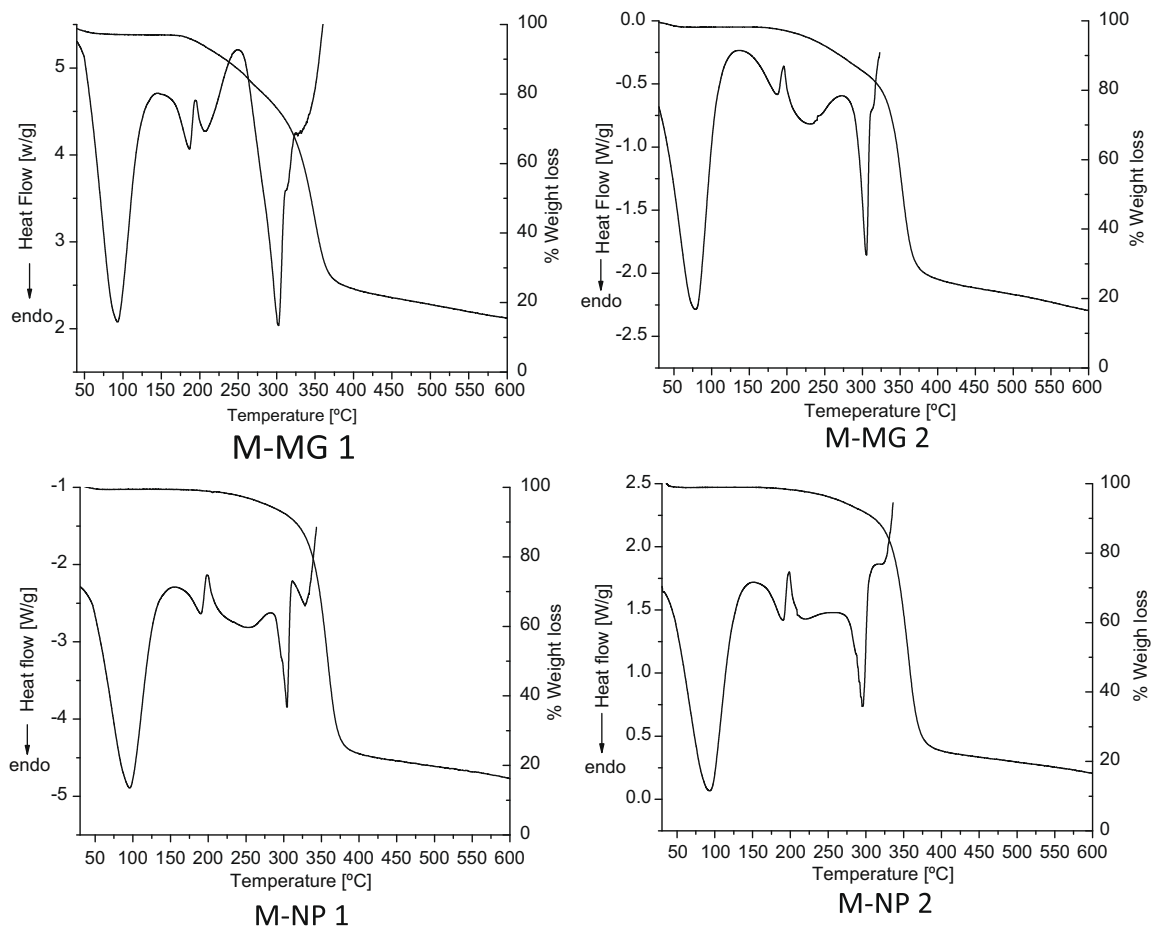 100
80
60
40
20
0
5
4
3
2
Heat Flow [w/g]
endo
% Weight loss
50 100 150 200 250 300 350 400 450 500 550 600
Temperature [ºC]
M-MG 1
0.0
-0.5
-1.0
-1.5
-2.0
-2.5
Heat Flow [W/g]
endo
100
80
60
40
20
0
% Weight loss
50 100 150 200 250 300 350 400 450 500 550 600
Temeperature [ºC]
M-MG 2
-1
-2
-3
-4
-5
Heat flow [W/g]
endo
100
80
60
40
20
0
% Weight loss
50 100 150 200 250 300 350 400 450 500 550 600
Temperature [ºC]
M-NP 1
2.5
2.0
1.5
1.0
0.5
0.0
Heat flow [W/g]
endo
100
80
60
40
20
0
% Weigh loss
50 100 150 200 250 300 350 400 450 500 550 600
Temperature [ºC]
M-NP 2